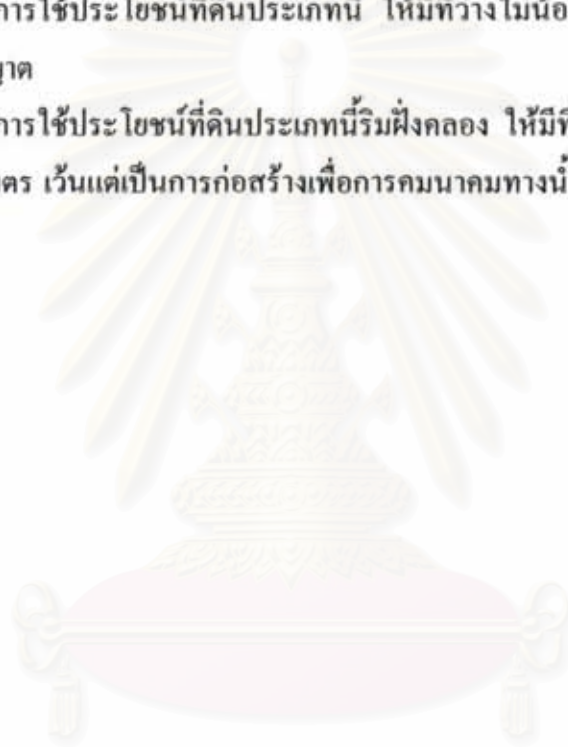 การใช้ประโยชน์ที่ดินประเภทนี้ ให้มีที่ว่างไม่น้อ
ญาต
การใช้ประโยชน์ที่ดินประเภทนี้ริมฝั่งคลอง ให้มีที
ตร เว้นแต่เป็นการก่อสร้างเพื่อการคมนาคมทางน้ำ